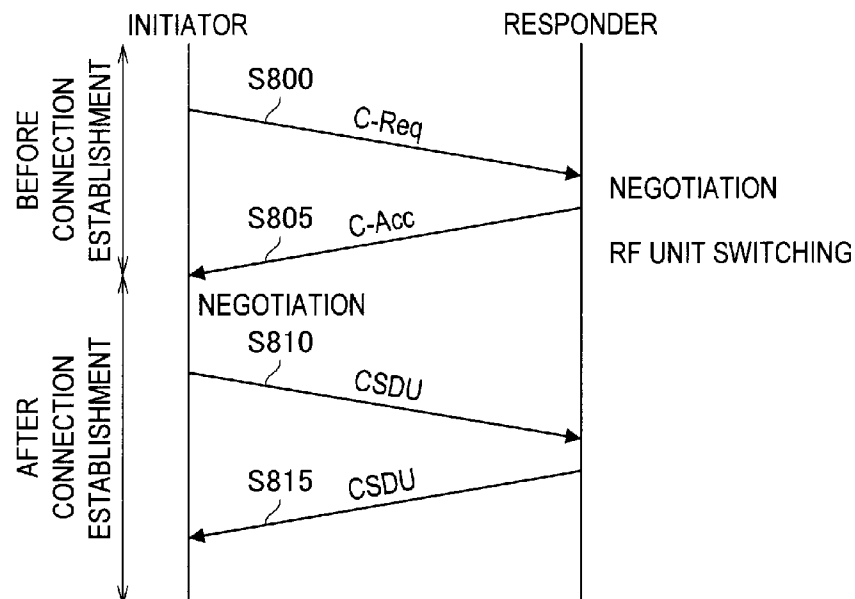 INITIATOR
RESPONDER
BEFORE
CONNECTION
ESTABLISHMENT
S800
C-Req
NEGOTIATION
S805
C-Acc
RF UNIT SWITCHING
AFTER
CONNECTION
ESTABLISHMENT
NEGOTIATION
S810
CSDU
S815
CSDU